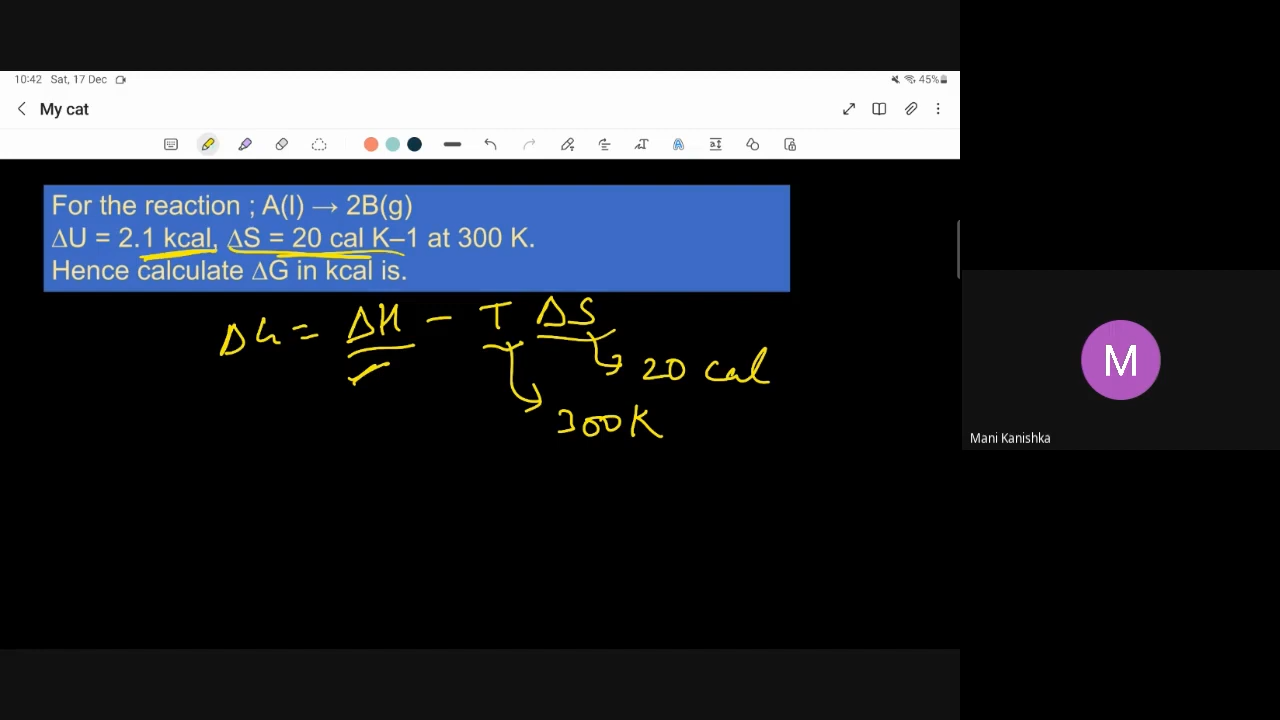 10:42 Sat, 17 Dec 45%
My cat
For the reaction ; A(l) → 2B(g)
ΔU = 2.1 kcal, ΔS = 20 cal K–1 at 300 K.
Hence calculate ΔG in kcal is.
ΔG = ΔH - T ΔS
20 cal
300K
M
Mani Kanishka